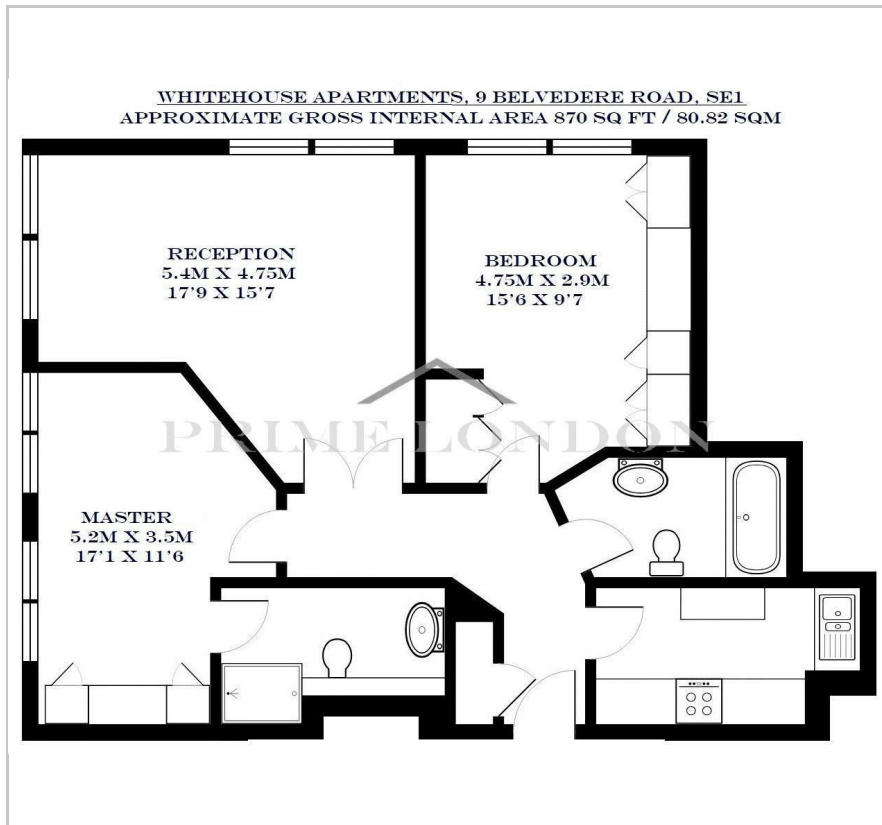 WHITEHOUSE APARTMENTS, 9 BELVEDERE ROAD, SE1
APPROXIMATE GROSS INTERNAL AREA 870 SQ FT / 80.82 SQM
RECEPTION
5.4M X 4.75M
17'9 X 15'7
BEDROOM
4.75M X 2.9M
15'6 X 9'7
PRIME LONDON
MASTER
5.2M X 3.5M
17'1 X 11'6